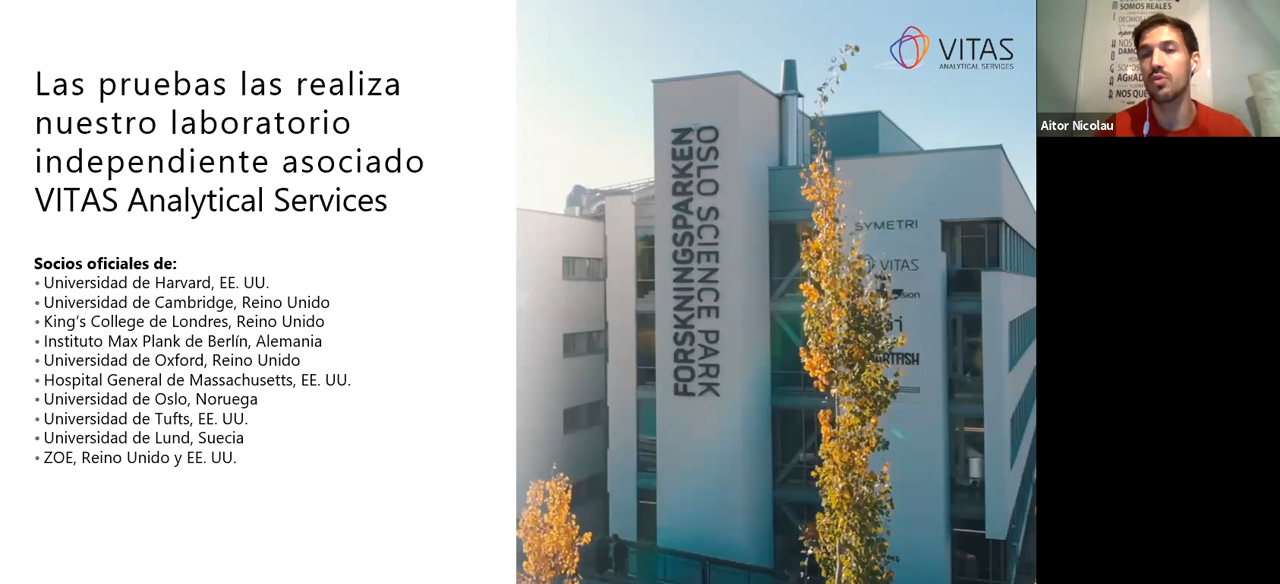 Las pruebas las realiza
nuestro laboratorio
independiente asociado
VITAS Analytical Services
Socios oficiales de:
• Universidad de Harvard, EE. UU.
• Universidad de Cambridge, Reino Unido
• King's College de Londres, Reino Unido
• Instituto Max Plank de Berlín, Alemania
• Universidad de Oxford, Reino Unido
• Hospital General de Massachusetts, EE. UU.
• Universidad de Oslo, Noruega
• Universidad de Tufts, EE. UU.
• Universidad de Lund, Suecia
• ZOE, Reino Unido y EE. UU.
VITAS
ANALYTICAL SERVICES
FORSKNINGSPARKEN
OSLO SCIENCE PARK
SYMETRI
VITAS
SOMOS REALES
NOS QUE
Aitor Nicolau